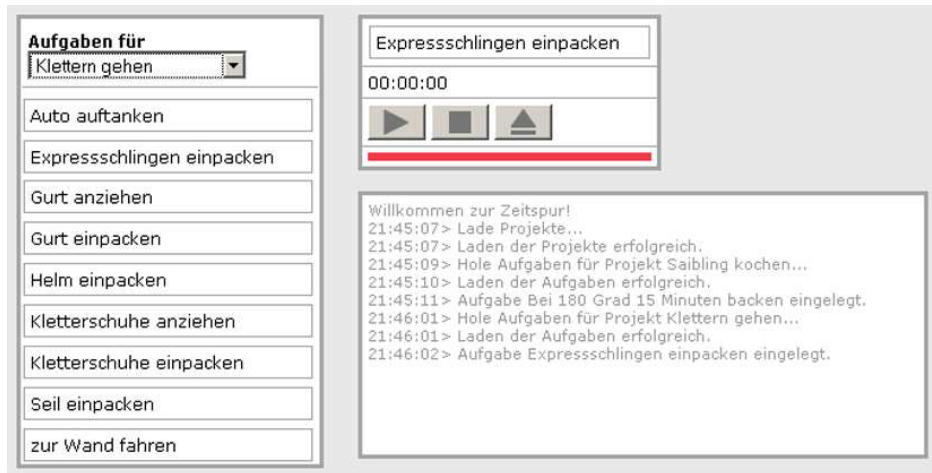 Aufgaben für
Klettern gehen
Auto auftanken
Expressschlingen einpacken
Gurt anziehen
Gurt einpacken
Helm einpacken
Kletterschuhe anziehen
Kletterschuhe einpacken
Seil einpacken
zur Wand fahren
Expressschlingen einpacken
00:00:00
Willkommen zur Zeitspur!
21:45:07> Lade Projekte...
21:45:07> Laden der Projekte erfolgreich.
21:45:09> Hole Aufgaben für Projekt Saibling kochen...
21:45:10> Laden der Aufgaben erfolgreich.
21:45:11> Aufgabe Bei 180 Grad 15 Minuten backen eingelegt.
21:46:01> Hole Aufgaben für Projekt Klettern gehen...
21:46:01> Laden der Aufgaben erfolgreich.
21:46:02> Aufgabe Expressschlingen einpacken eingelegt.